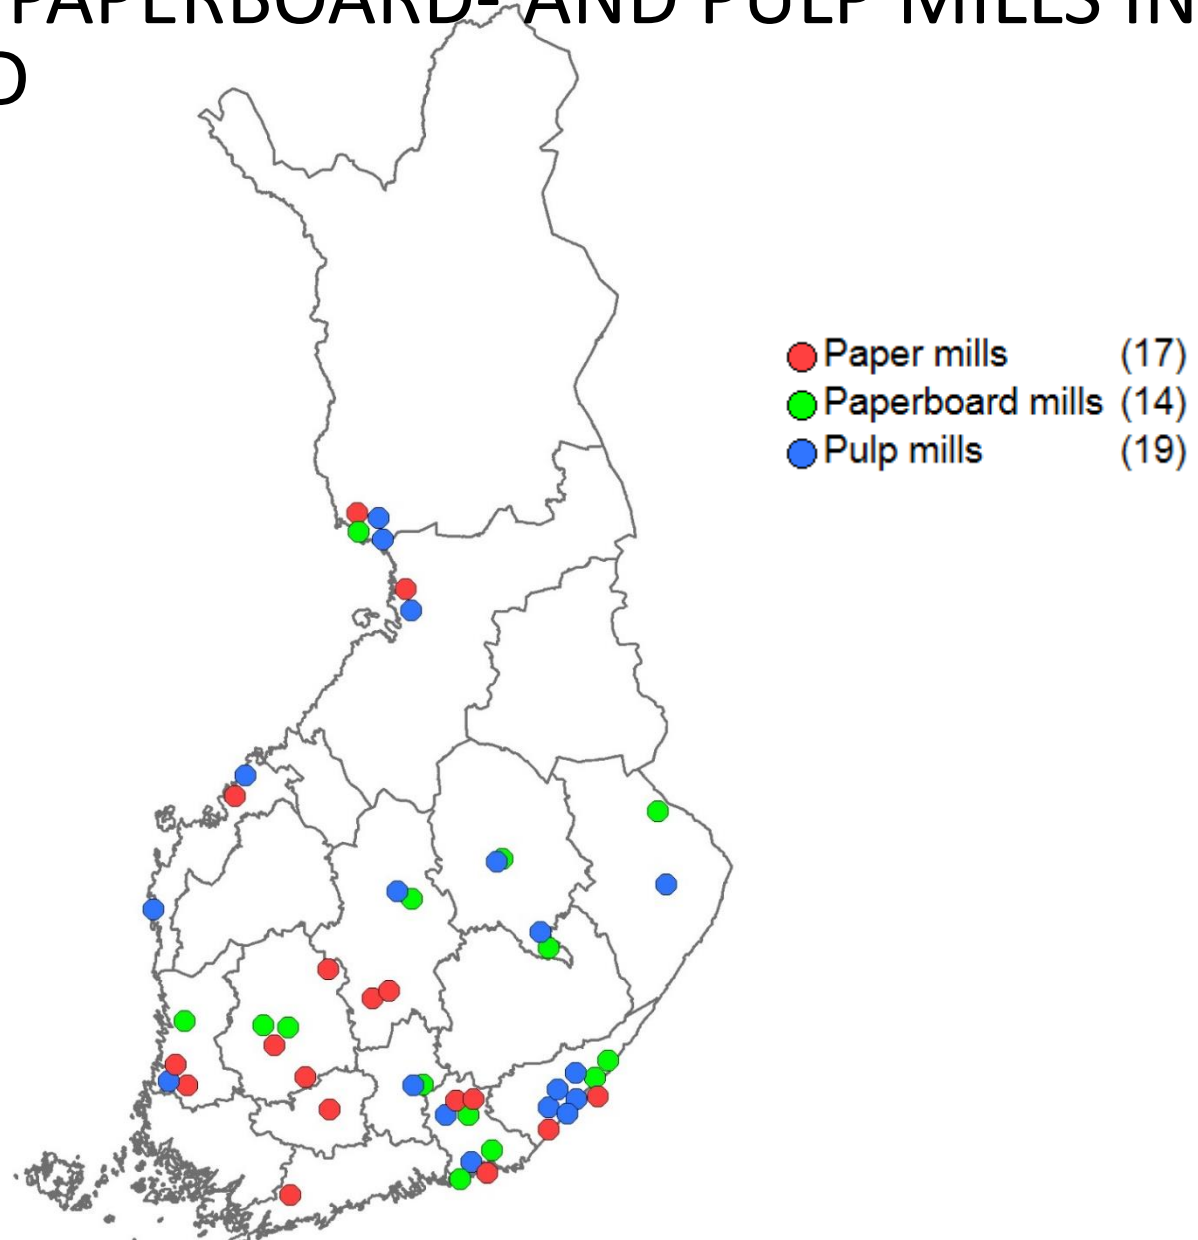 PAPERBOARD- AND PULP MILLS IN
D
Paper mills (17)
Paperboard mills (14)
Pulp mills (19)